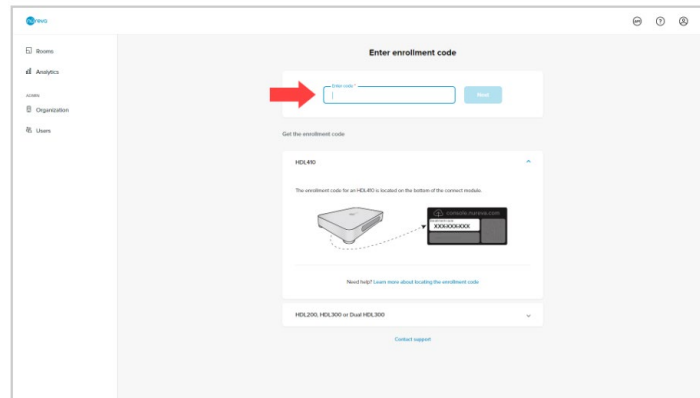 nureva
API
Rooms
Analytics
ADMIN
Organization
Users
Enter enrollment code
Enter code *
Next
Get the enrollment code
HDL410
The enrollment code for an HDL410 is located on the bottom of the connect module.
console.nureva.com
XXX-XXX-XXX
Need help? Learn more about locating the enrollment code
HDL200, HDL300 or Dual HDL300
Contact support